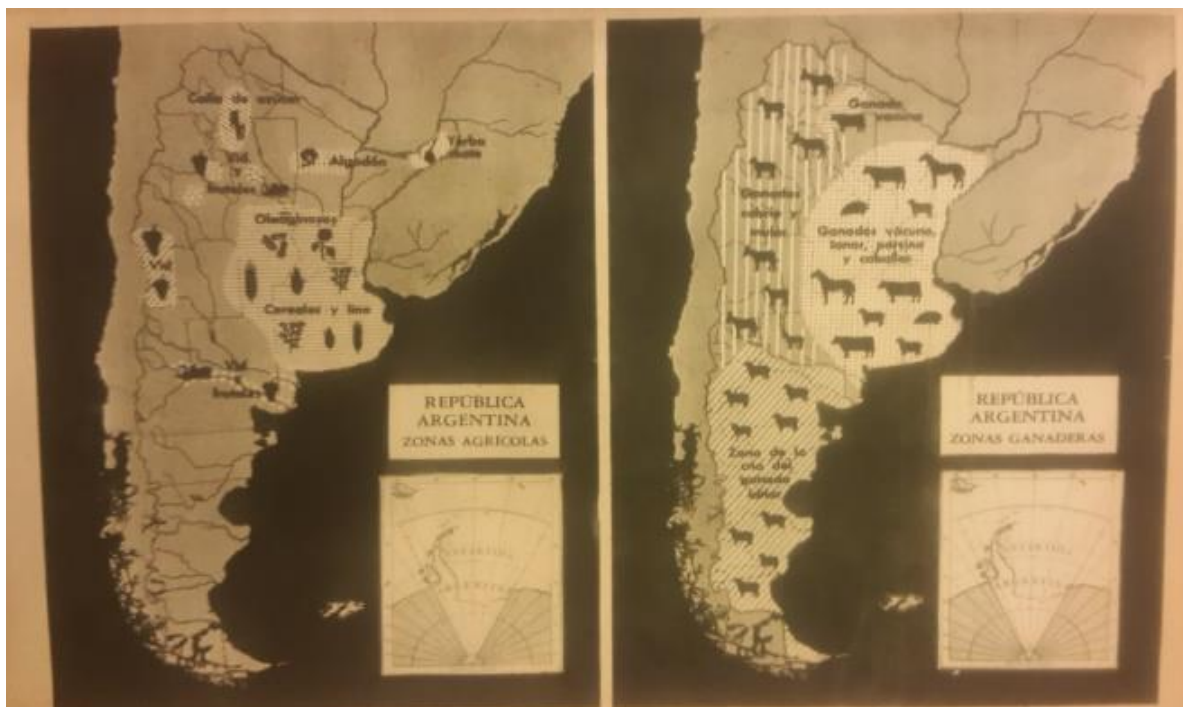 Caña de azúcar
Vid
y
frutales
Algodón
Yerba
mate
Oleaginosas
Vid
Cereales y lino
Vid
y
frutales
REPÚBLICA
ARGENTINA
ZONAS AGRÍCOLAS
Ganado
vacuno
Ganados
cabrío y
mular
Ganados vacuno,
lanar, porcino
y caballar
Zona de la
cría del
ganado
lanar
REPÚBLICA
ARGENTINA
ZONAS GANADERAS